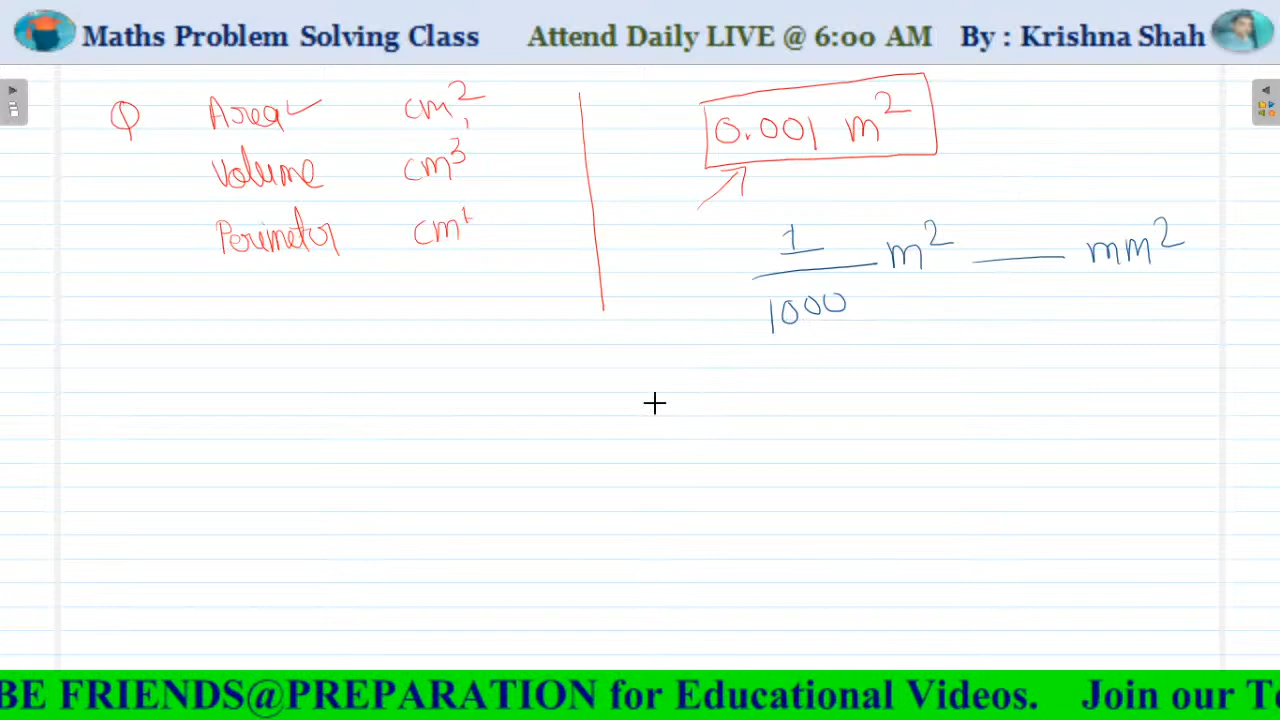 Maths Problem Solving Class Attend Daily LIVE @ 6:00 AM By : Krishna Shah
Q Area ✓ cm²,
Volume cm³
Perimeter cm¹
0.001 m²
1/1000 m² ___ mm²
BE FRIENDS@PREPARATION for Educational Videos. Join our Te